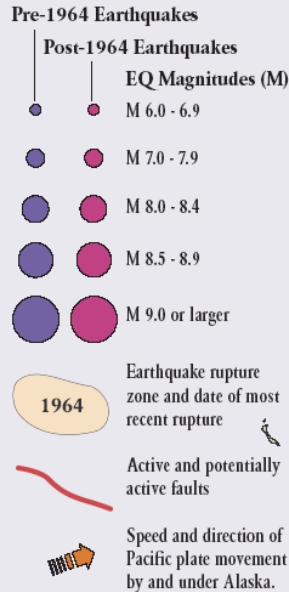 Pre-1964 Earthquakes
Post-1964 Earthquakes
EQ Magnitudes (M)
M 6.0 - 6.9
M 7.0 - 7.9
M 8.0 - 8.4
M 8.5 - 8.9
M 9.0 or larger
1964
Earthquake rupture
zone and date of most
recent rupture
Active and potentially
active faults
Speed and direction of
Pacific plate movement
by and under Alaska.